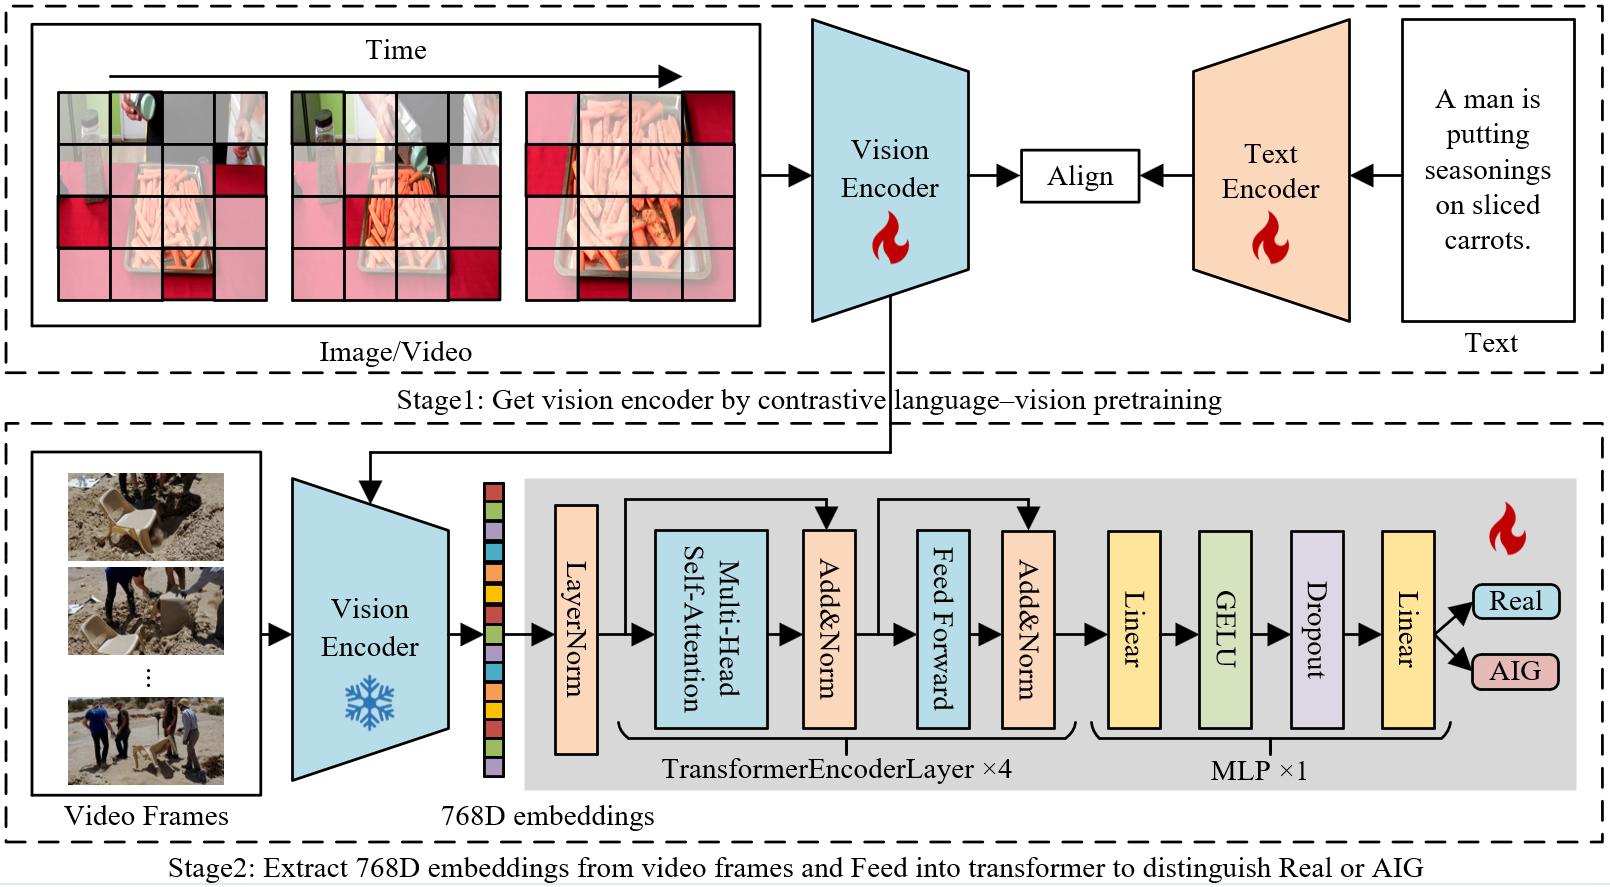 Time
Image/Video
Vision
Encoder
Align
Text
Encoder
A man is
putting
seasonings
on sliced
carrots.
Text
Stage1: Get vision encoder by contrastive language–vision pretraining
Video Frames
Vision
Encoder
768D embeddings
LayerNorm
Multi-Head
Self-Attention
Add&Norm
Feed Forward
Add&Norm
TransformerEncoderLayer ×4
Linear
GELU
Dropout
Linear
MLP ×1
Real
AIG
Stage2: Extract 768D embeddings from video frames and Feed into transformer to distinguish Real or AIG